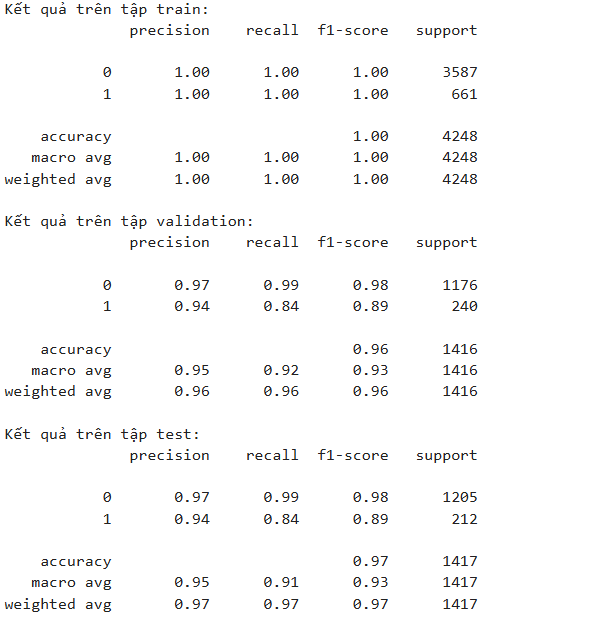 Kết quả trên tập train:
precision recall f1-score support
0 1.00 1.00 1.00 3587
1 1.00 1.00 1.00 661
accuracy 1.00 4248
macro avg 1.00 1.00 1.00 4248
weighted avg 1.00 1.00 1.00 4248
Kết quả trên tập validation:
precision recall f1-score support
0 0.97 0.99 0.98 1176
1 0.94 0.84 0.89 240
accuracy 0.96 1416
macro avg 0.95 0.92 0.93 1416
weighted avg 0.96 0.96 0.96 1416
Kết quả trên tập test:
precision recall f1-score support
0 0.97 0.99 0.98 1205
1 0.94 0.84 0.89 212
accuracy 0.97 1417
macro avg 0.95 0.91 0.93 1417
weighted avg 0.97 0.97 0.97 1417